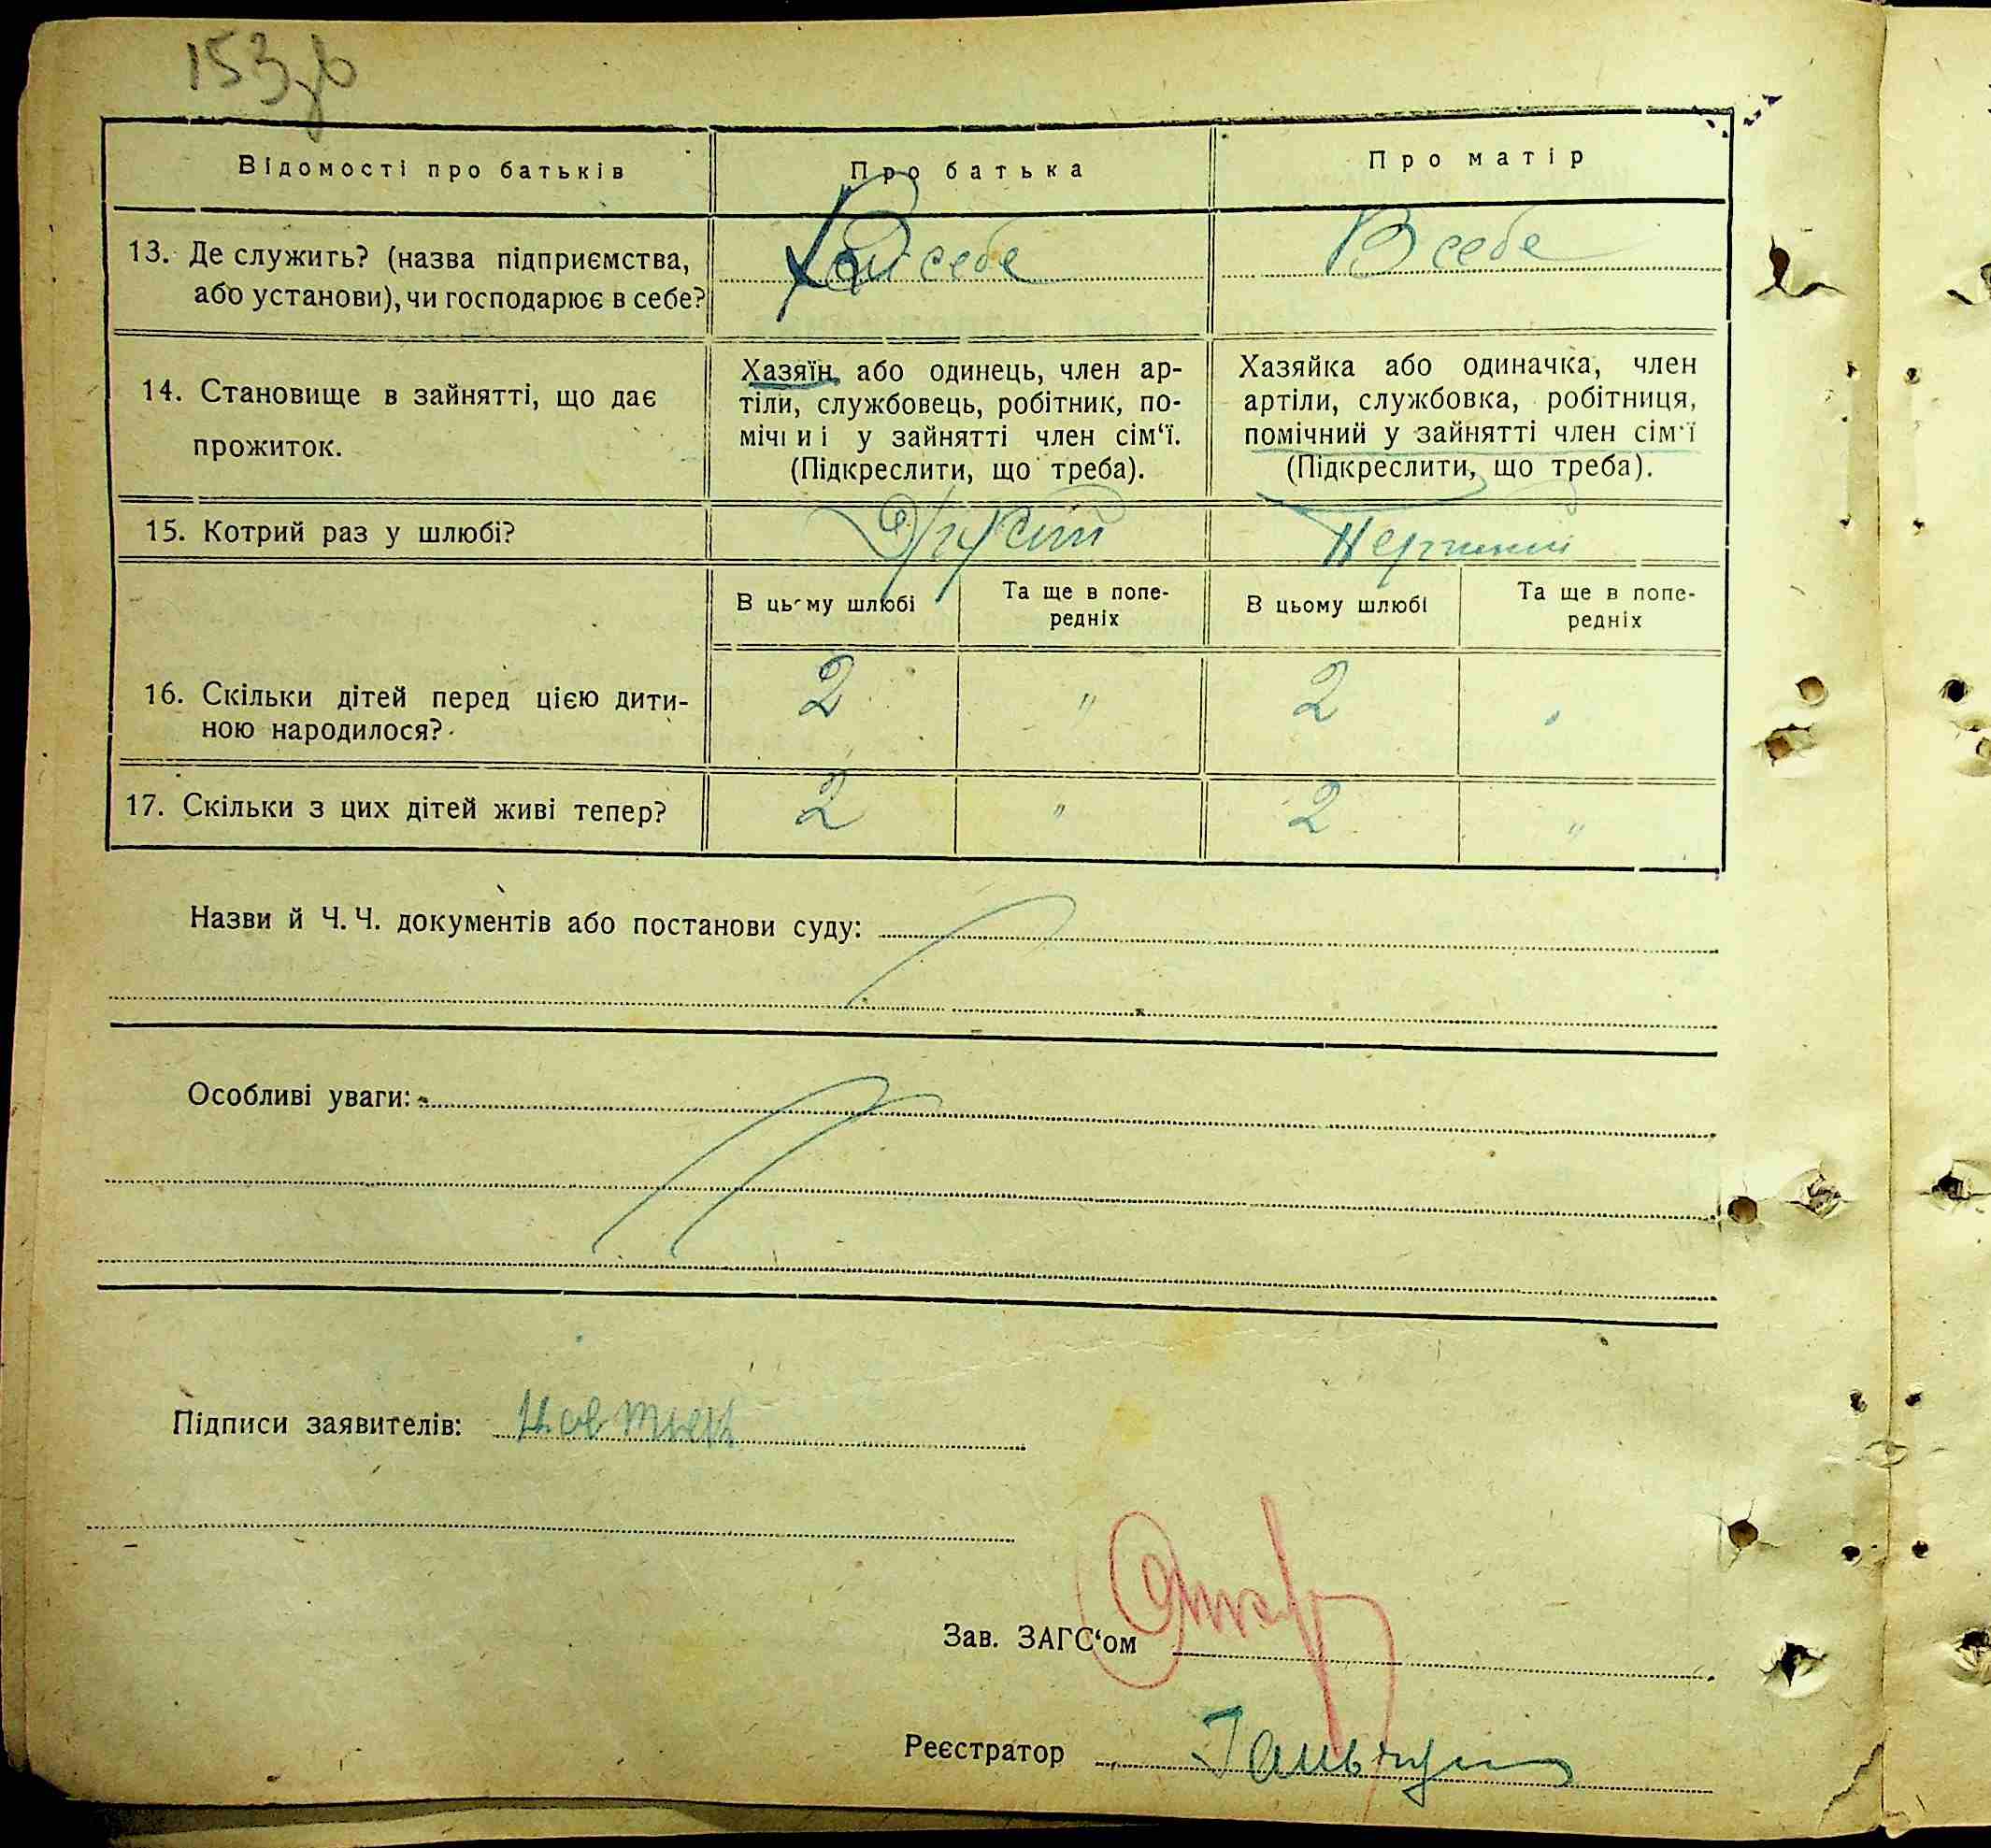 153зв
Відомості про батьків
Про батька
Про матір
13. Де служить? (назва підприємства,
або установи), чи господарює в себе?
себе
В себе
14. Становище в зайнятті, що дає
прожиток.
Хазяїн або одинець, член ар-
тіли, службовець, робітник, по-
мічниі у зайнятті член сім‘ї.
(Підкреслити, що треба).
Хазяйка або одиначка, член
артіли, службовка, робітниця,
помічний у зайнятті член сім‘ї
(Підкреслити, що треба).
15. Котрий раз у шлюбі?
Другий
Перший
В цьому шлюбі
Та ще в попе-
редніх
В цьому шлюбі
Та ще в попе-
редніх
16. Скільки дітей перед цією дити-
ною народилося?
2 " 2 "
17. Скільки з цих дітей живі тепер?
2 " 2 "
Назви й Ч.Ч. документів або постанови суду:
Особливі уваги:
Підписи заявителів:
Зав. ЗАГС‘ом
Реєстратор